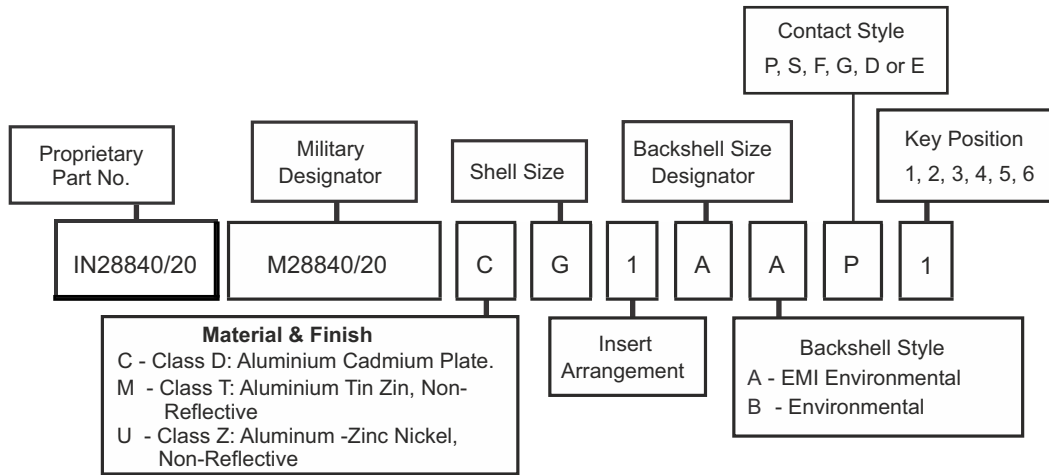 Contact Style
P, S, F, G, D or E
Proprietary
Part No.
Military
Designator
Shell Size
Backshell Size
Designator
Key Position
1, 2, 3, 4, 5, 6
IN28840/20
M28840/20
C
G
1
A
A
P
1
Material & Finish
C - Class D: Aluminium Cadmium Plate.
M - Class T: Aluminium Tin Zin, Non-
Reflective
U - Class Z: Aluminum -Zinc Nickel,
Non-Reflective
Insert
Arrangement
Backshell Style
A - EMI Environmental
B - Environmental